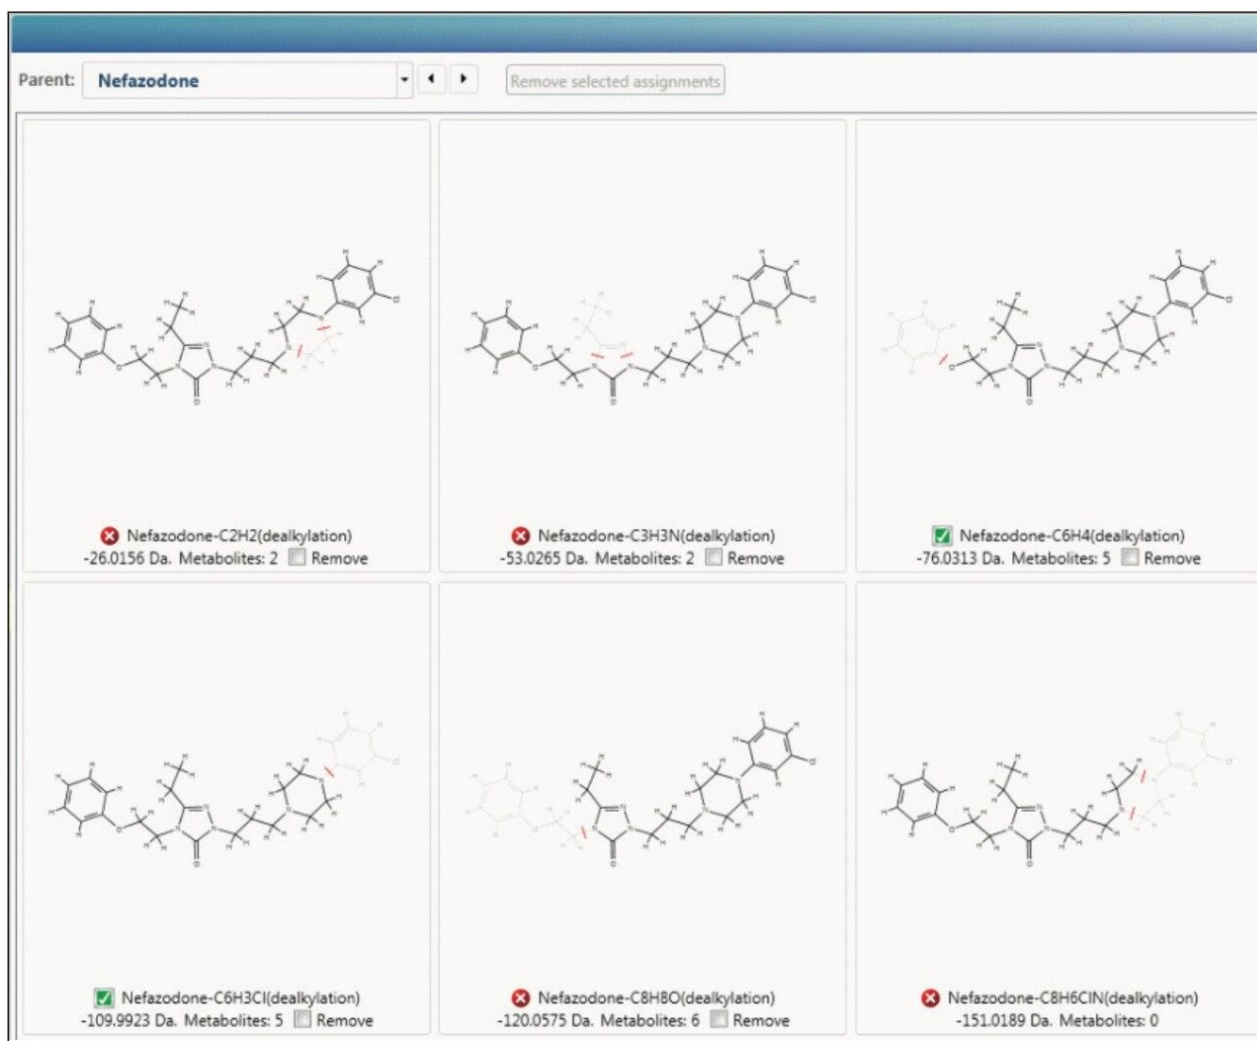 Parent: Nefazodone Remove selected assignments
Nefazodone-C2H2(dealkylation)
-26.0156 Da. Metabolites: 2 Remove
Nefazodone-C3H3N(dealkylation)
-53.0265 Da. Metabolites: 2 Remove
Nefazodone-C6H4(dealkylation)
-76.0313 Da. Metabolites: 5 Remove
Nefazodone-C6H3Cl(dealkylation)
-109.9923 Da. Metabolites: 5 Remove
Nefazodone-C8H8O(dealkylation)
-120.0575 Da. Metabolites: 6 Remove
Nefazodone-C8H6ClN(dealkylation)
-151.0189 Da. Metabolites: 0